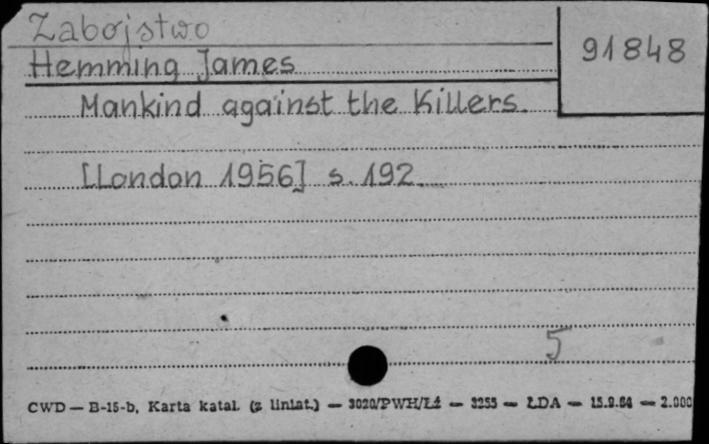 Zabójstwo
91848
Hemming James
Mankind against the Killers.
[London 1956] s. 192
5
CWD — B-15-b, Karta katal. (z liniat.) — 3020/PWH/Łź — 3255 — ŁDA — 15.9.64 — 2.000